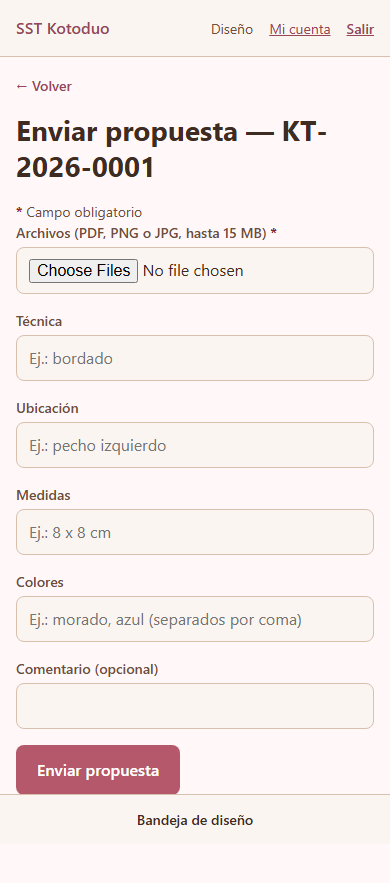 SST Kotoduo
Diseño
Mi cuenta
Salir
← Volver
Enviar propuesta — KT-
2026-0001
* Campo obligatorio
Archivos (PDF, PNG o JPG, hasta 15 MB) *
Choose Files No file chosen
Técnica
Ej.: bordado
Ubicación
Ej.: pecho izquierdo
Medidas
Ej.: 8 x 8 cm
Colores
Ej.: morado, azul (separados por coma)
Comentario (opcional)
Enviar propuesta
Bandeja de diseño